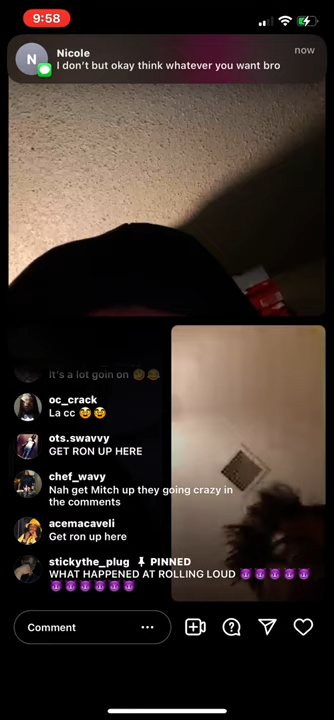 9:58
N
Nicole
now
I don't but okay think whatever you want bro
It's a lot goin on 😊😂
oc_crack
La cc 🥸🥸
ots.swavvy
GET RON UP HERE
chef_wavy
Nah get Mitch up they going crazy in
the comments
acemacaveli
Get ron up here
stickythe_plug 📌 PINNED
WHAT HAPPENED AT ROLLING LOUD 😈😈😈😈😈
😈😈😈😈😈😈
Comment